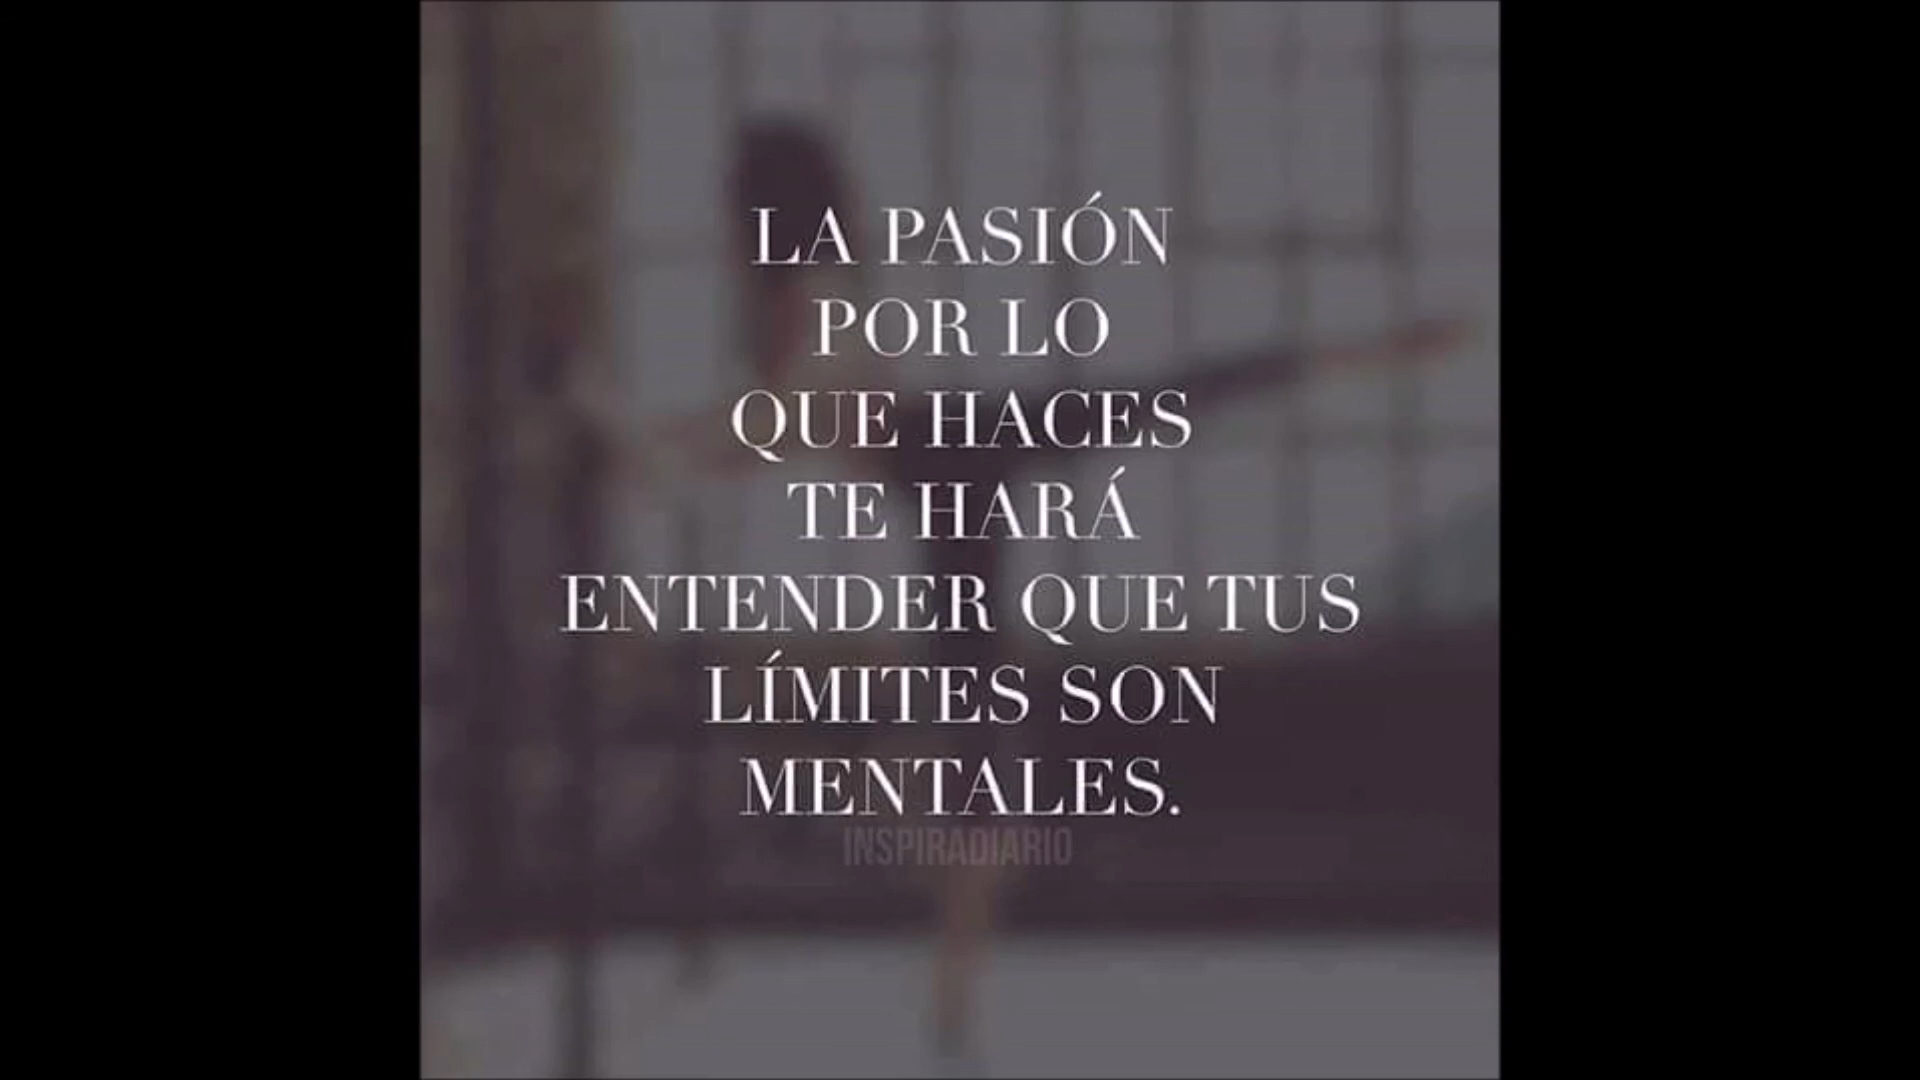 LA PASIÓN
POR LO
QUE HACES
TE HARÁ
ENTENDER QUE TUS
LÍMITES SON
MENTALES.
INSPIRADIARIO